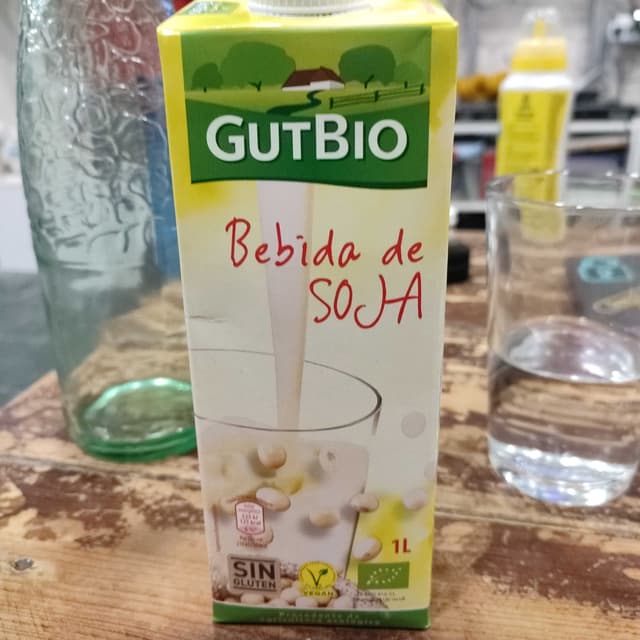 GUTBIO
Bebida de
SOJA
1L
SIN
GLUTEN
VEGAN